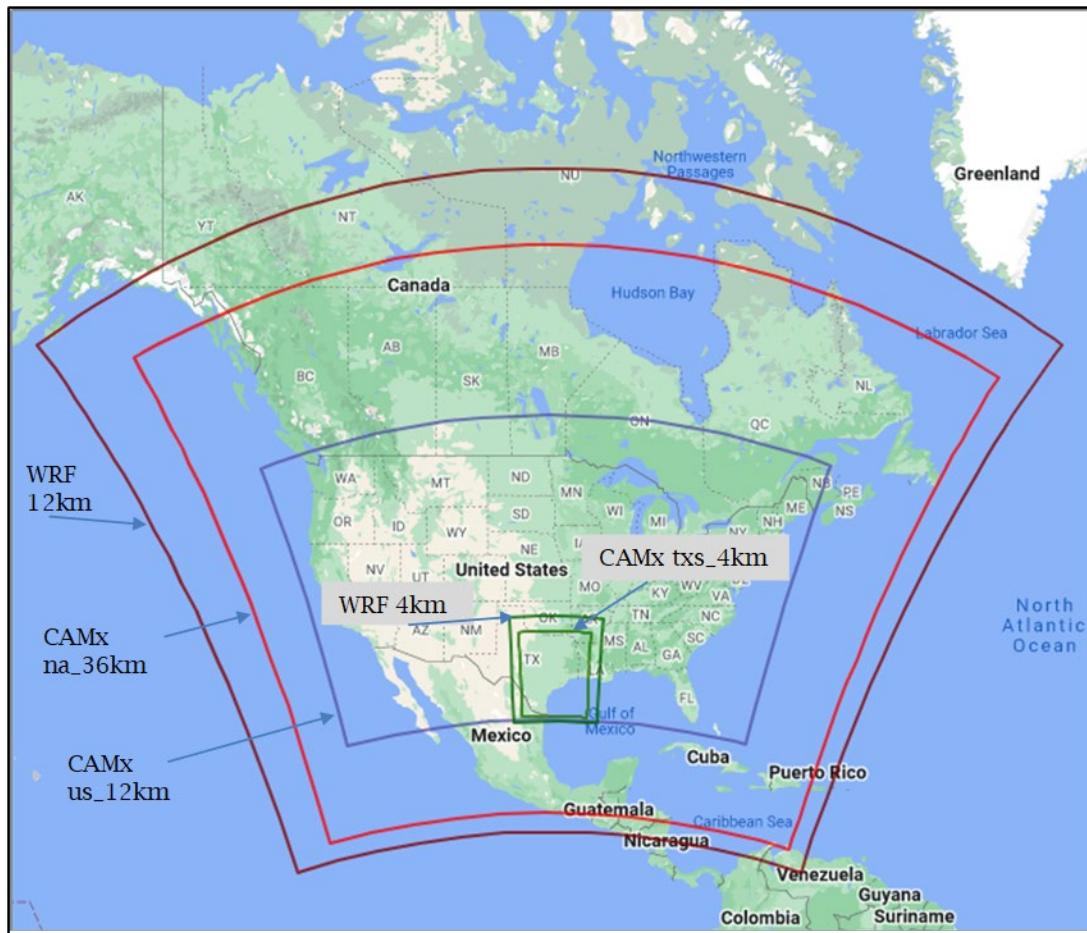 Greenland
Northwestern
Passages
NU
AK
YT
NT
Canada
Hudson Bay
Labrador Sea
AB
MB
BC
SK
NL
ON
QC
WRF
12km
WA
MT
ND
MN
NB
PE
NS
ME
OR
ID
SD
WI
MI
NH
NY
WY
NE
IA
CAMx txs_4km
NV
UT
United States
MO
KY
WV
VA
WRF 4km
OK
TN
NC
North
Atlantic
Ocean
CAMx
na_36km
AZ
NM
MS
AL
SC
GA
TX
LA
FL
Gulf of
Mexico
Mexico
CAMx
us_12km
Cuba
Puerto Rico
Guatemala
Caribbean Sea
Nicaragua
Venezuela
Guyana
Suriname
Colombia